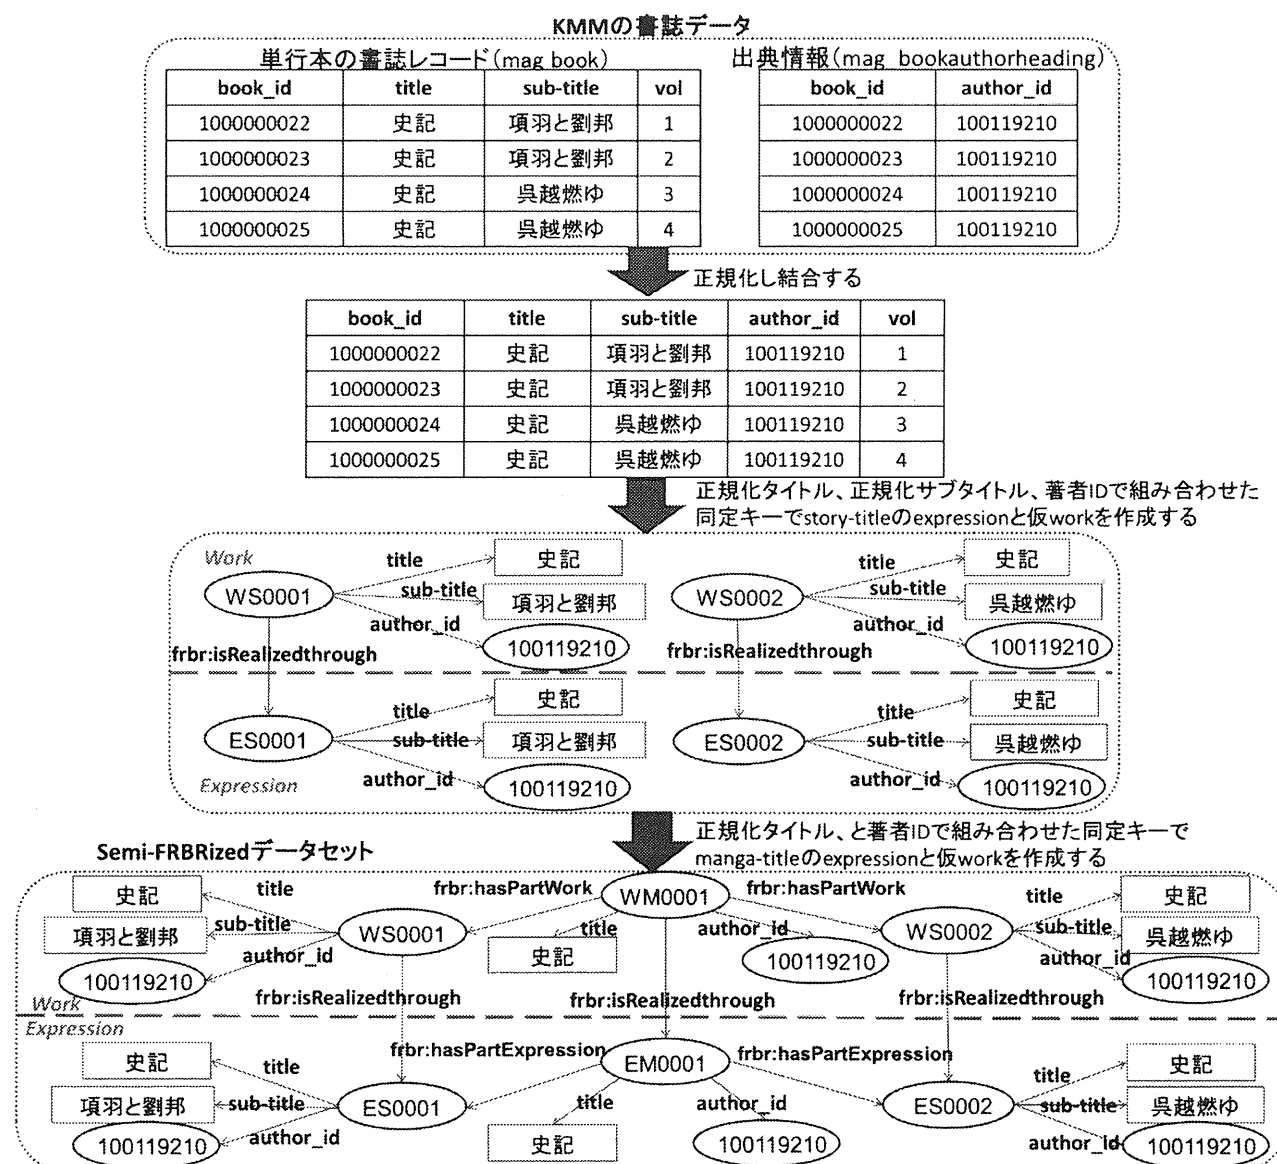 KMMの書誌データ
単行本の書誌レコード(mag book) 出典情報(mag_bookauthorheading)
book_id title sub-title vol book_id author_id
1000000022 史記 項羽と劉邦 1 1000000022 100119210
1000000023 史記 項羽と劉邦 2 1000000023 100119210
1000000024 史記 呉越燃ゆ 3 1000000024 100119210
1000000025 史記 呉越燃ゆ 4 1000000025 100119210
正規化し結合する
book_id title sub-title author_id vol
1000000022 史記 項羽と劉邦 100119210 1
1000000023 史記 項羽と劉邦 100119210 2
1000000024 史記 呉越燃ゆ 100119210 3
1000000025 史記 呉越燃ゆ 100119210 4
正規化タイトル、正規化サブタイトル、著者IDで組み合わせた
同定キーでstory-titleのexpressionと仮workを作成する
Work title 史記 title 史記
WS0001 sub-title 項羽と劉邦 WS0002 sub-title 呉越燃ゆ
author_id 100119210 author_id 100119210
frbr:isRealizedthrough frbr:isRealizedthrough
title 史記 title 史記
ES0001 sub-title 項羽と劉邦 ES0002 sub-title 呉越燃ゆ
Expression author_id 100119210 author_id 100119210
正規化タイトル、と著者IDで組み合わせた同定キーで
manga-titleのexpressionと仮workを作成する
Semi-FRBRizedデータセット
史記 title frbr:hasPartWork WM0001 frbr:hasPartWork title 史記
項羽と劉邦 sub-title WS0001 title author_id WS0002 sub-title 呉越燃ゆ
100119210 author_id 史記 100119210 author_id 100119210
Work frbr:isRealizedthrough frbr:isRealizedthrough frbr:isRealizedthrough
Expression
史記 title frbr:hasPartExpression EM0001 frbr:hasPartExpression title 史記
項羽と劉邦 sub-title ES0001 title author_id ES0002 sub-title 呉越燃ゆ
100119210 author_id 史記 100119210 author_id 100119210